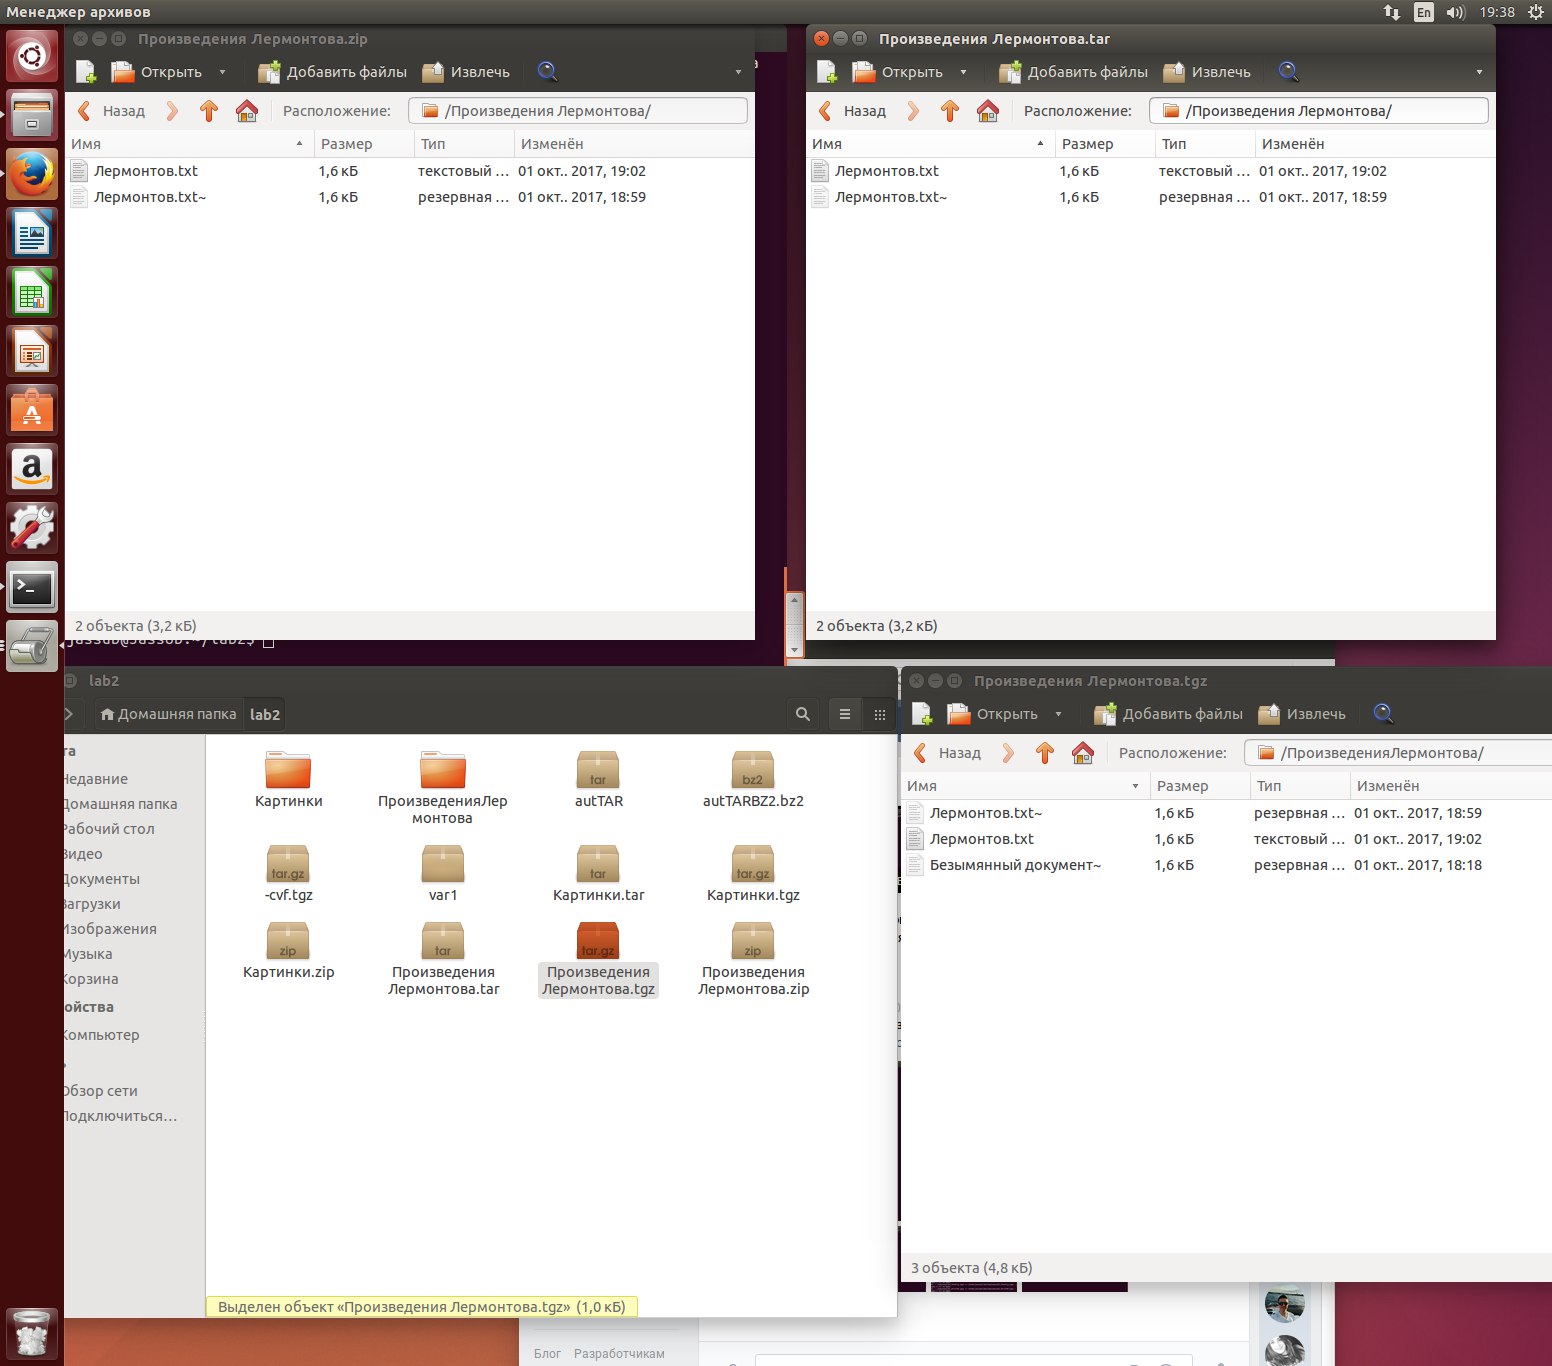 Менеджер архивов
En
19:38
Произведения Лермонтова.zip
Открыть
Добавить файлы
Извлечь
Назад
Расположение:
/Произведения Лермонтова/
Имя Размер Тип Изменён
Лермонтов.txt 1,6 кБ текстовый … 01 окт.. 2017, 19:02
Лермонтов.txt~ 1,6 кБ резервная … 01 окт.. 2017, 18:59
2 объекта (3,2 кБ)
Произведения Лермонтова.tar
Открыть
Добавить файлы
Извлечь
Назад
Расположение:
/Произведения Лермонтова/
Имя Размер Тип Изменён
Лермонтов.txt 1,6 кБ текстовый … 01 окт.. 2017, 19:02
Лермонтов.txt~ 1,6 кБ резервная … 01 окт.. 2017, 18:59
2 объекта (3,2 кБ)
lab2
Домашняя папка
lab2
Недавние
Домашняя папка
Рабочий стол
Видео
Документы
Загрузки
Изображения
Музыка
Корзина
ойства
Компьютер
Обзор сети
Подключиться…
Картинки
ПроизведенияЛер
монтова
autTAR
tar
autTARBZ2.bz2
bz2
-cvf.tgz
tar.gz
var1
Картинки.tar
tar
Картинки.tgz
tar.gz
Картинки.zip
zip
Произведения
Лермонтова.tar
tar
Произведения
Лермонтова.tgz
tar.gz
Произведения
Лермонтова.zip
zip
Выделен объект «Произведения Лермонтова.tgz» (1,0 кБ)
Произведения Лермонтова.tgz
Открыть
Добавить файлы
Извлечь
Назад
Расположение:
/ПроизведенияЛермонтова/
Имя Размер Тип Изменён
Лермонтов.txt~ 1,6 кБ резервная … 01 окт.. 2017, 18:59
Лермонтов.txt 1,6 кБ текстовый … 01 окт.. 2017, 19:02
Безымянный документ~ 1,6 кБ резервная … 01 окт.. 2017, 18:18
3 объекта (4,8 кБ)
Блог Разработчикам